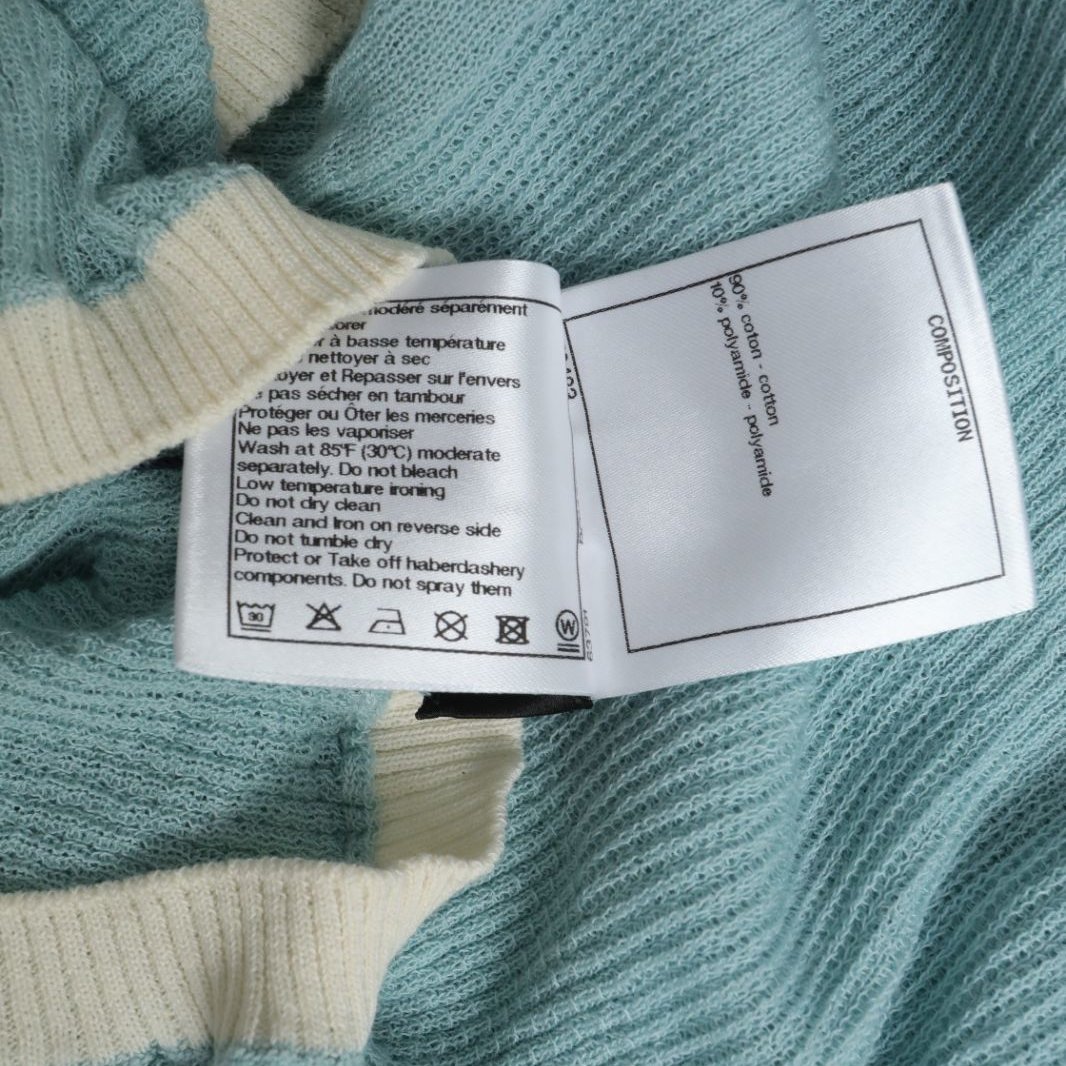 modéré séparément
à basse température
nettoyer à sec
et Repasser sur l'envers
pas sécher en tambour
Protéger ou Ôter les merceries
Ne pas les vaporiser
Wash at 85°F (30°C) moderate
separately. Do not bleach
Low temperature ironing
Do not dry clean
Clean and Iron on reverse side
Do not tumble dry
Protect or Take off haberdashery
components. Do not spray them
30
W
COMPOSITION
90% coton - cotton
10% polyamide - polyamide